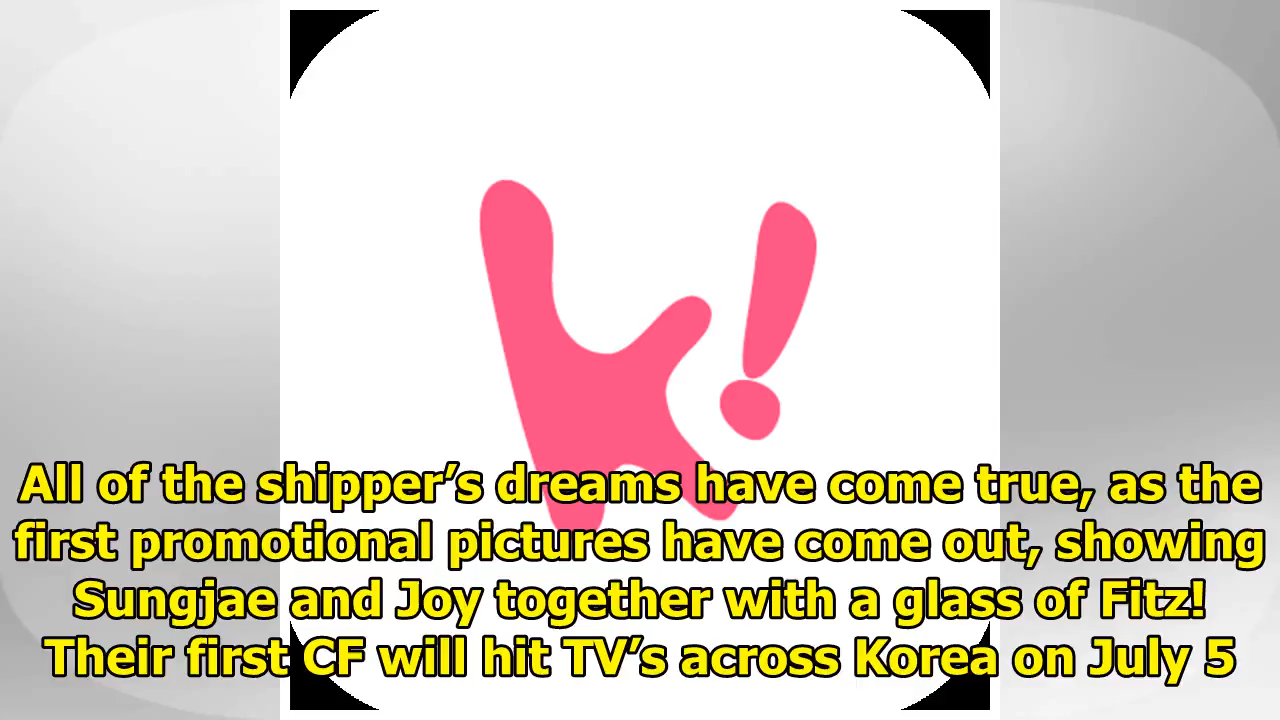 k!
All of the shipper’s dreams have come true, as the
first promotional pictures have come out, showing
Sungjae and Joy together with a glass of Fitz!
Their first CF will hit TV’s across Korea on July 5